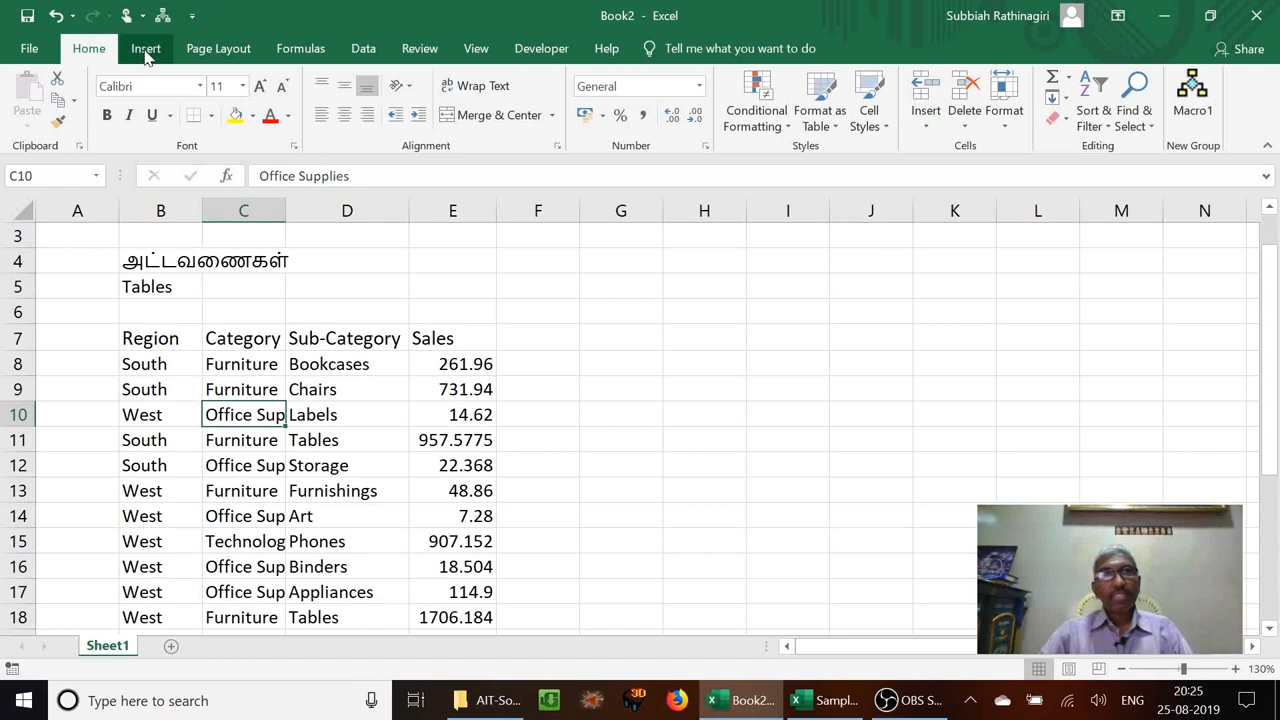 Book2 - Excel
Subbiah Rathinagiri
File Home Insert Page Layout Formulas Data Review View Developer Help Tell me what you want to do Share
Calibri 11 Wrap Text General Conditional Format as Cell Insert Delete Format Sort & Find & Macro1
Paste B I U A Merge & Center % , Formatting Table Styles Filter Select
Clipboard Font Alignment Number Styles Cells Editing New Group
C10 fx Office Supplies
A B C D E F G H I J K L M N
3
4 அட்டவணைகள்
5 Tables
6
7 Region Category Sub-Category Sales
8 South Furniture Bookcases 261.96
9 South Furniture Chairs 731.94
10 West Office Sup Labels 14.62
11 South Furniture Tables 957.5775
12 South Office Sup Storage 22.368
13 West Furniture Furnishings 48.86
14 West Office Sup Art 7.28
15 West Technolog Phones 907.152
16 West Office Sup Binders 18.504
17 West Office Sup Appliances 114.9
18 West Furniture Tables 1706.184
Sheet1
130%
Type here to search AIT-So... 3D Book2... Sampl... OBS S... ENG 20:25
25-08-2019